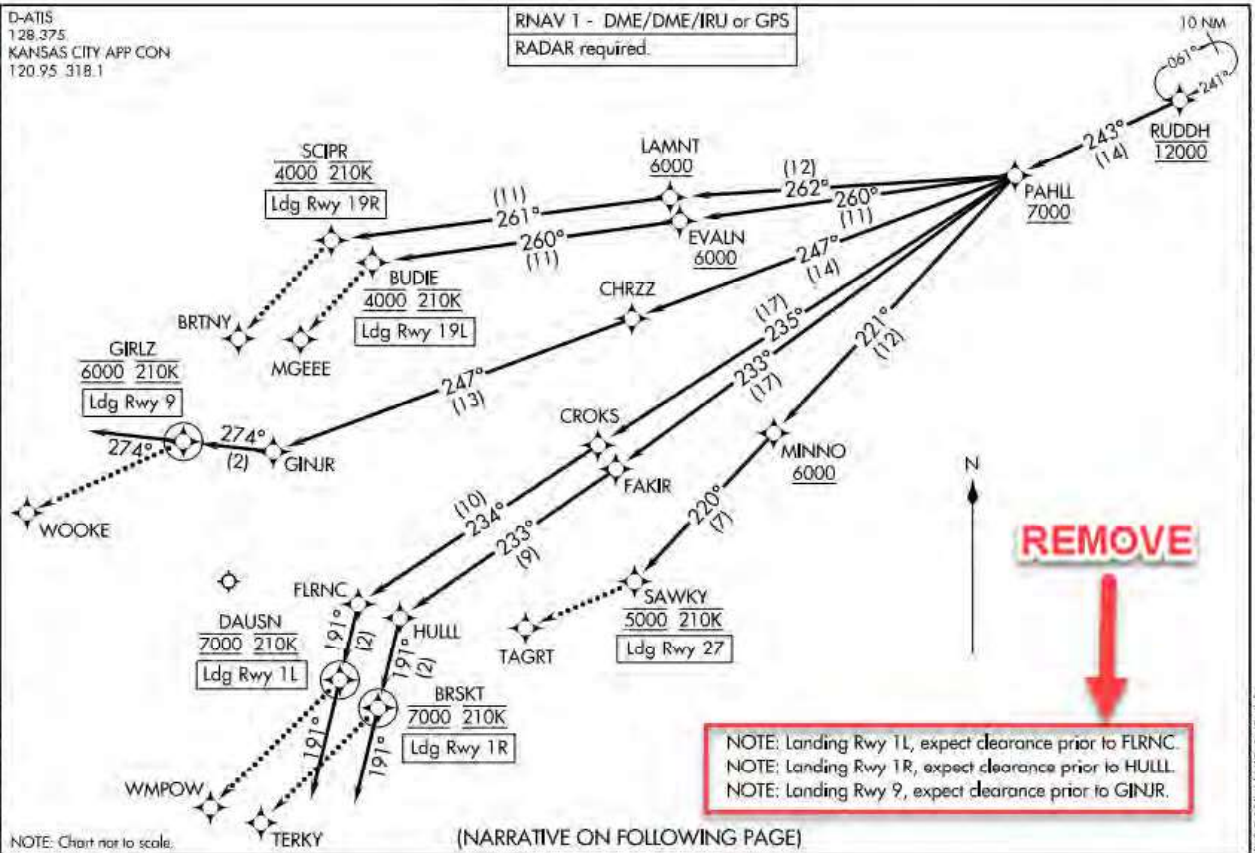 D-ATIS
128.375
KANSAS CITY APP CON
120.95 318.1
RNAV 1 - DME/DME/IRU or GPS
RADAR required.
10 NM
061°
241°
RUDDH
12000
243°
(14)
PAHLL
7000
LAMNT
6000
(12)
262°
260°
(11)
EVALN
6000
SCIPR
4000 210K
Ldg Rwy 19R
(11)
261°
260°
(11)
BUDIE
4000 210K
Ldg Rwy 19L
BRTNY
MGEEE
247°
(14)
CHRZZ
247°
(13)
GIRLZ
6000 210K
Ldg Rwy 9
274°
274°
(2)
GINJR
WOOKE
(17)
235°
233°
(17)
221°
(12)
CROKS
FAKIR
MINNO
6000
(10)
234°
233°
(9)
220°
(7)
N
REMOVE
FLRNC
HULLL
DAUSN
7000 210K
Ldg Rwy 1L
191°
(2)
191°
(2)
SAWKY
5000 210K
Ldg Rwy 27
TAGRT
BRSKT
7000 210K
Ldg Rwy 1R
191°
191°
WMPOW
TERKY
NOTE: Landing Rwy 1L, expect clearance prior to FLRNC.
NOTE: Landing Rwy 1R, expect clearance prior to HULLL.
NOTE: Landing Rwy 9, expect clearance prior to GINJR.
NOTE: Chart not to scale.
(NARRATIVE ON FOLLOWING PAGE)